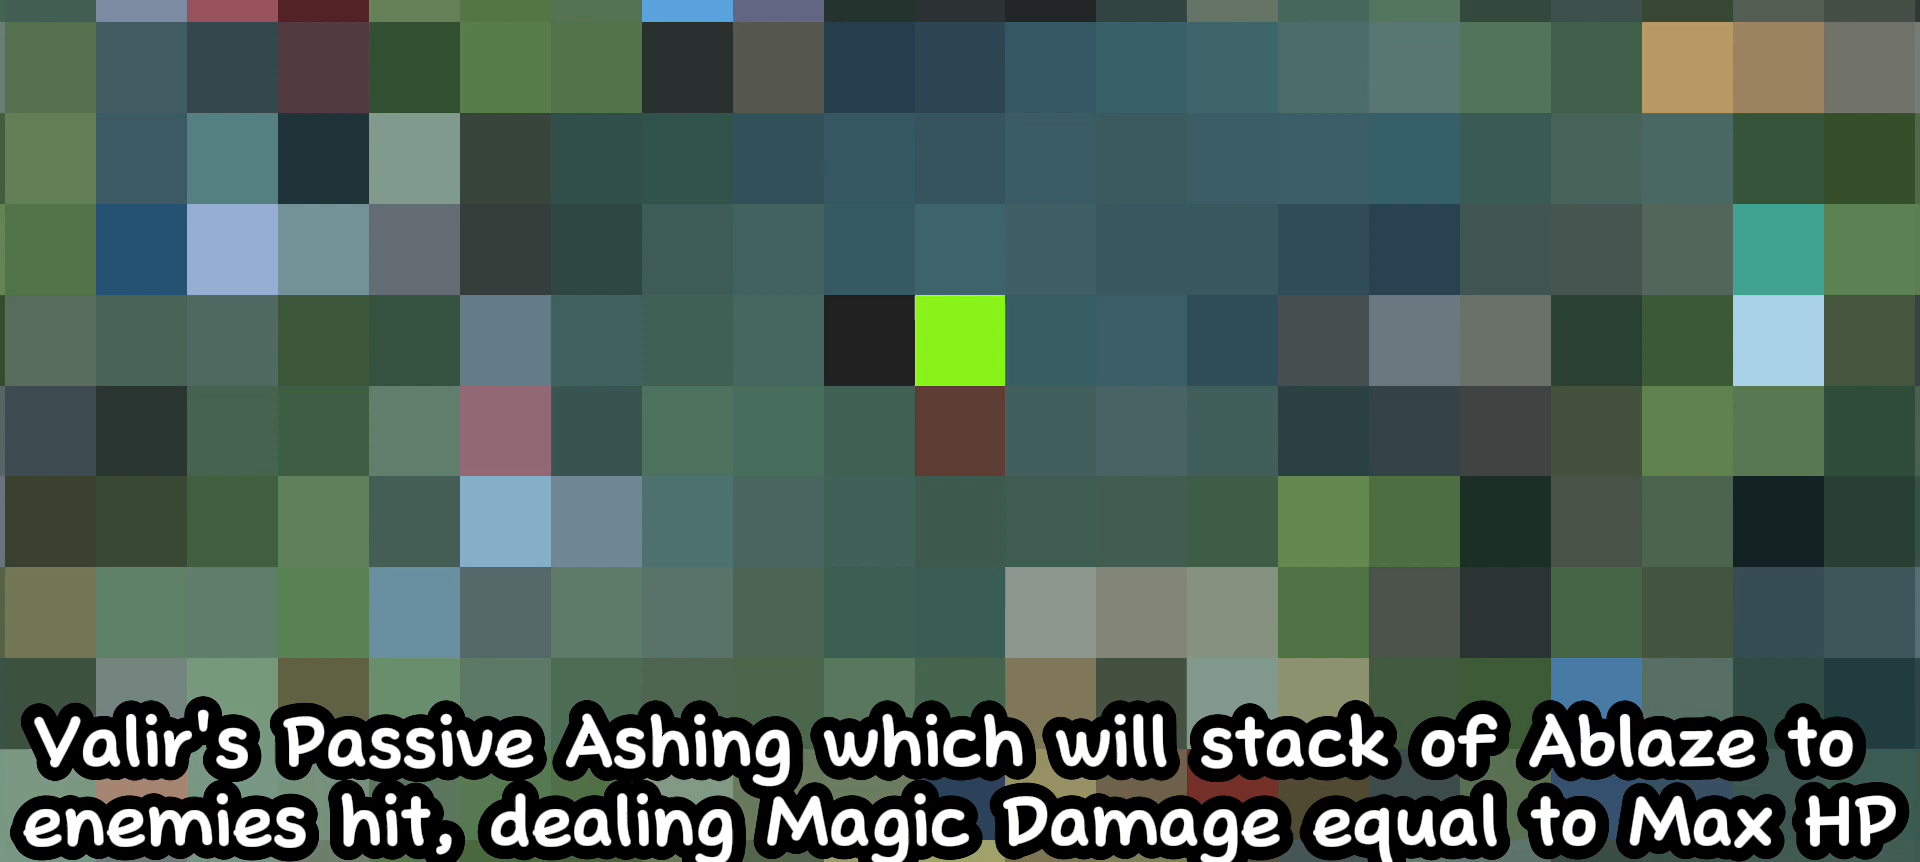 Valir's Passive Ashing which will stack of Ablaze to
enemies hit, dealing Magic Damage equal to Max HP